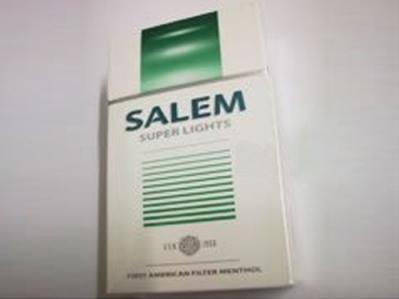 SALEM
SUPER LIGHTS
FIRST AMERICAN FILTER MENTHOL